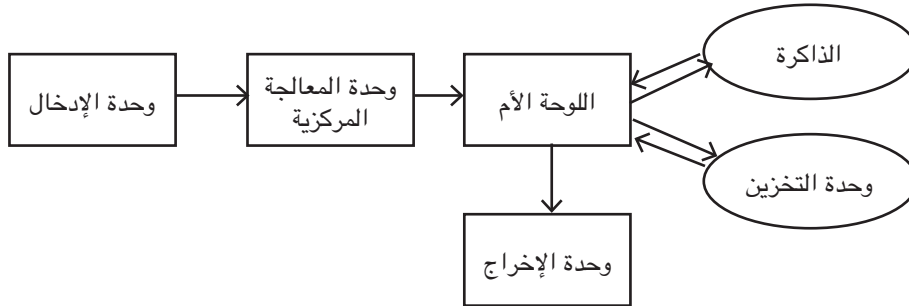 الذاكرة
وحدة الإدخال
وحدة المعالجة
المركزية
اللوحة الأم
وحدة التخزين
وحدة الإخراج